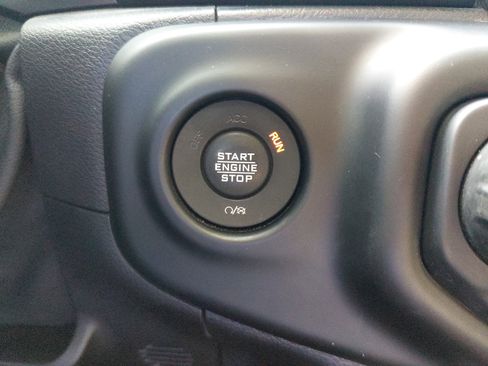 OFF ACC RUN
START
ENGINE
STOP